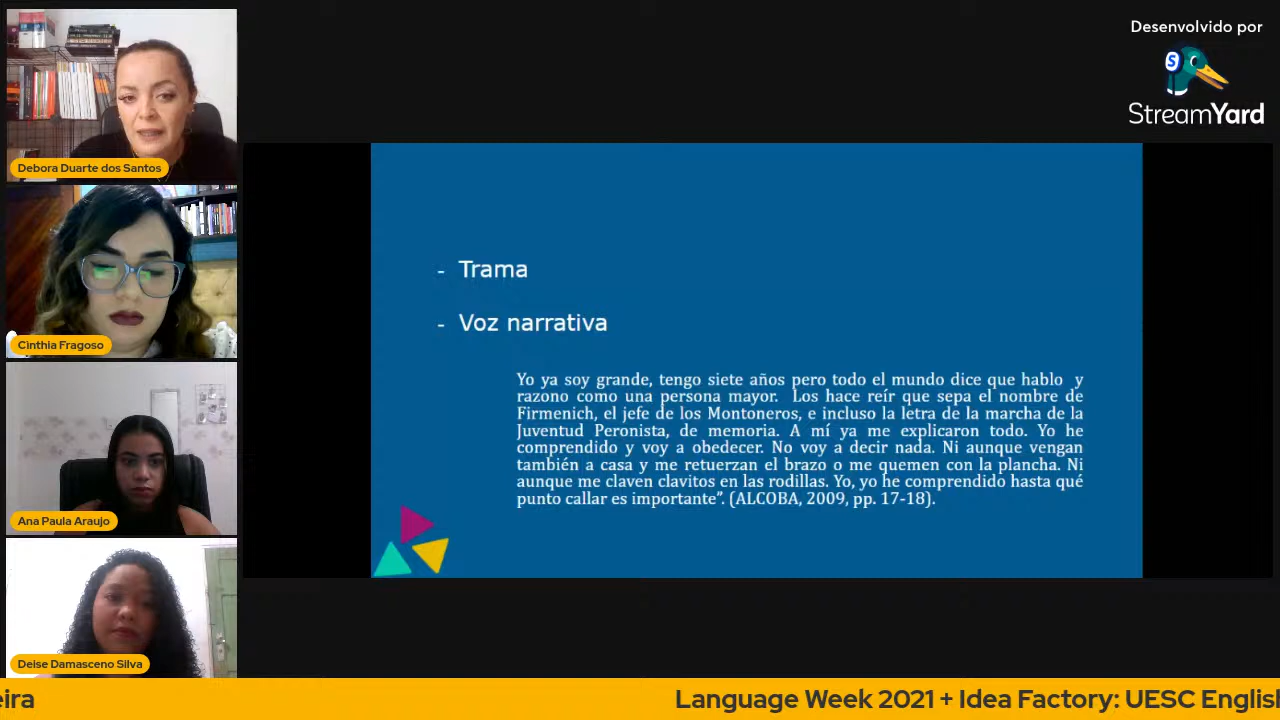 Desenvolvido por
S
StreamYard
Debora Duarte dos Santos
Cinthia Fragoso
Ana Paula Araujo
Deise Damasceno Silva
- Trama
- Voz narrativa
Yo ya soy grande, tengo siete años pero todo el mundo dice que hablo y
razono como una persona mayor. Los hace reír que sepa el nombre de
Firmenich, el jefe de los Montoneros, e incluso la letra de la marcha de la
Juventud Peronista, de memoria. A mí ya me explicaron todo. Yo he
comprendido y voy a obedecer. No voy a decir nada. Ni aunque vengan
también a casa y me retuerzan el brazo o me quemen con la plancha. Ni
aunque me claven clavitos en las rodillas. Yo, yo he comprendido hasta qué
punto callar es importante”. (ALCOBA, 2009, pp. 17-18).
eira Language Week 2021 + Idea Factory: UESC English